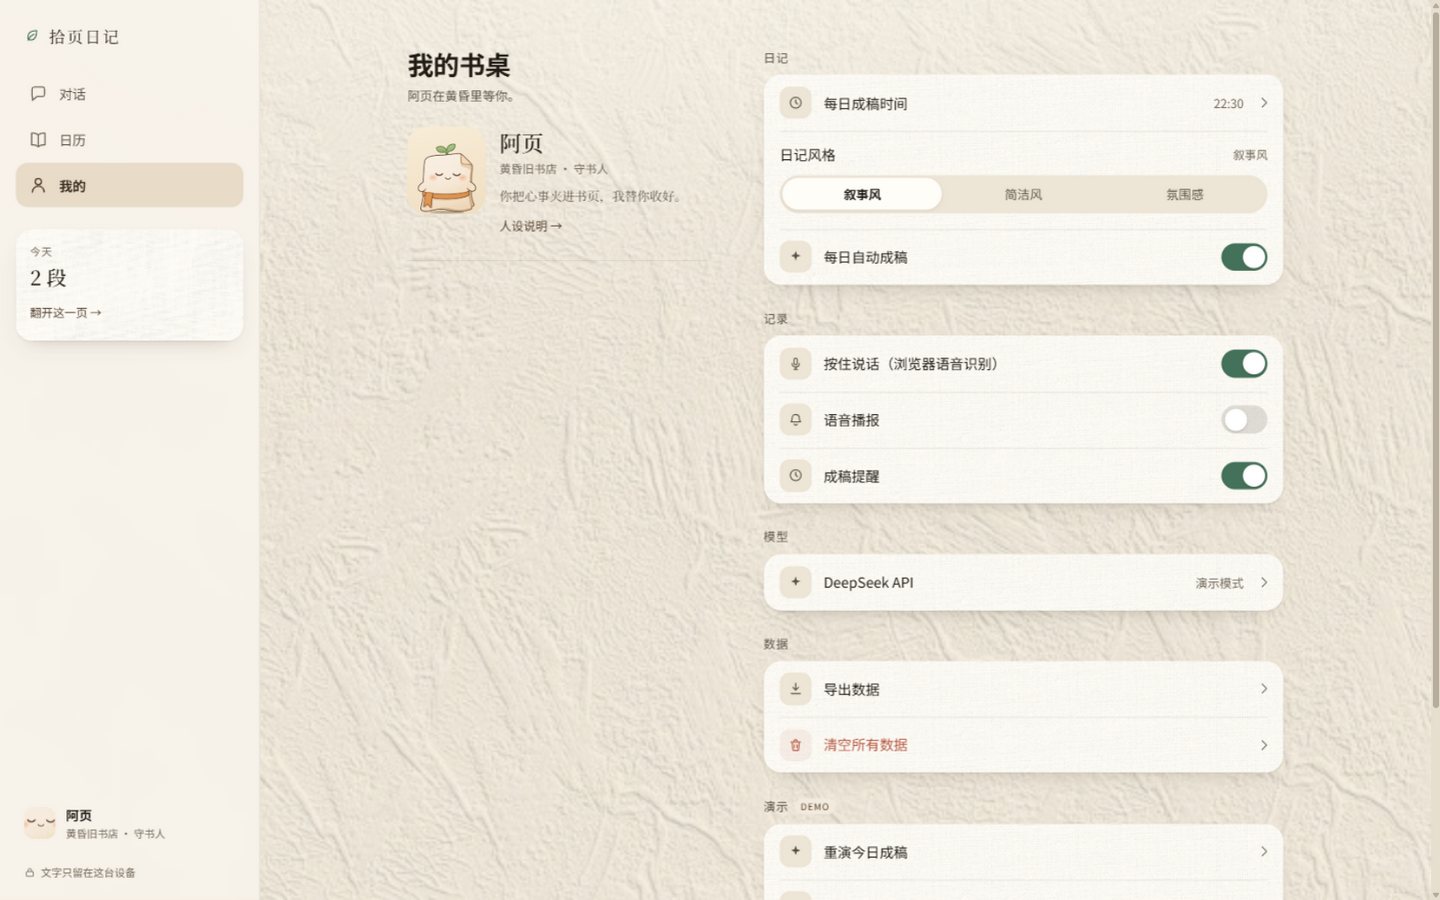 拾页日记
对话
日历
我的
今天
2 段
翻开这一页 →
阿页
黄昏旧书店 · 守书人
文字只留在这台设备
我的书桌
阿页在黄昏里等你。
阿页
黄昏旧书店 · 守书人
你把心事夹进书页，我替你收好。
人设说明 →
日记
每日成稿时间
22:30
日记风格
叙事风
叙事风
简洁风
氛围感
每日自动成稿
记录
按住说话（浏览器语音识别）
语音播报
成稿提醒
模型
DeepSeek API
演示模式
数据
导出数据
清空所有数据
演示 DEMO
重演今日成稿